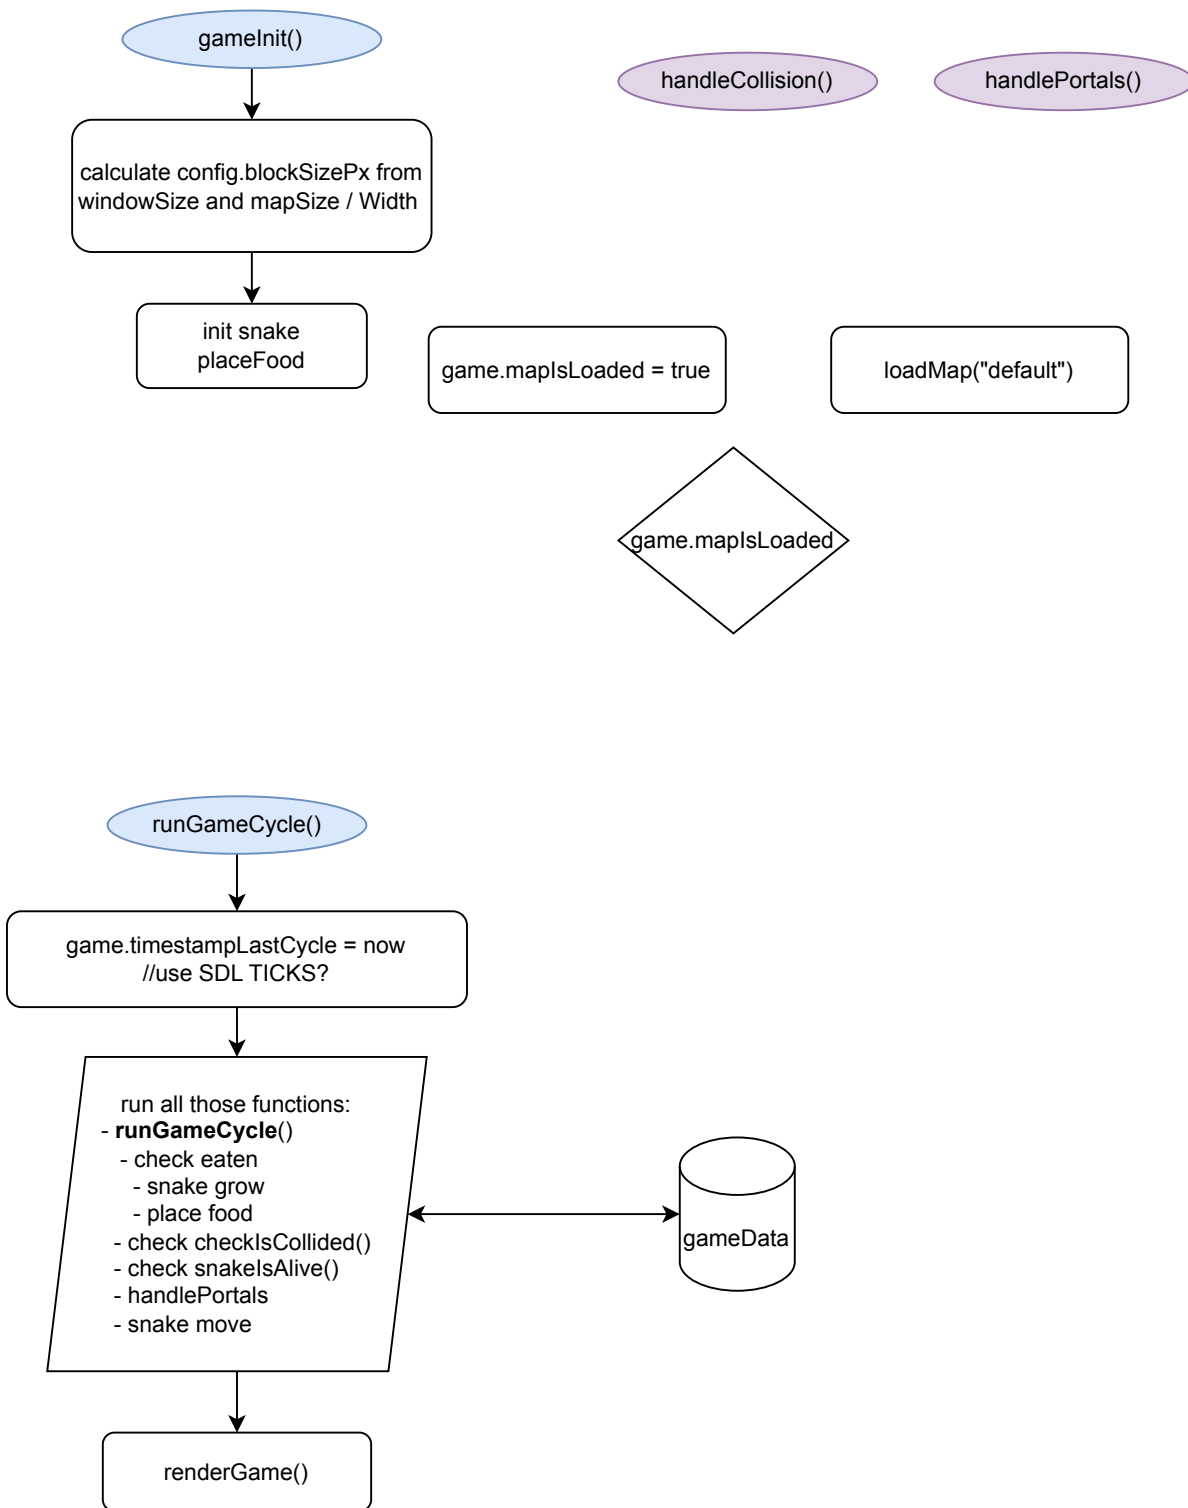 gameInit()
handleCollision()
handlePortals()
calculate config.blockSizePx from
windowSize and mapSize / Width
init snake
placeFood
game.mapIsLoaded = true
loadMap("default")
game.mapIsLoaded
runGameCycle()
game.timestampLastCycle = now
//use SDL TICKS?
run all those functions:
- runGameCycle()
- check eaten
- snake grow
- place food
- check checkIsCollided()
- check snakeIsAlive()
- handlePortals
- snake move
gameData
renderGame()